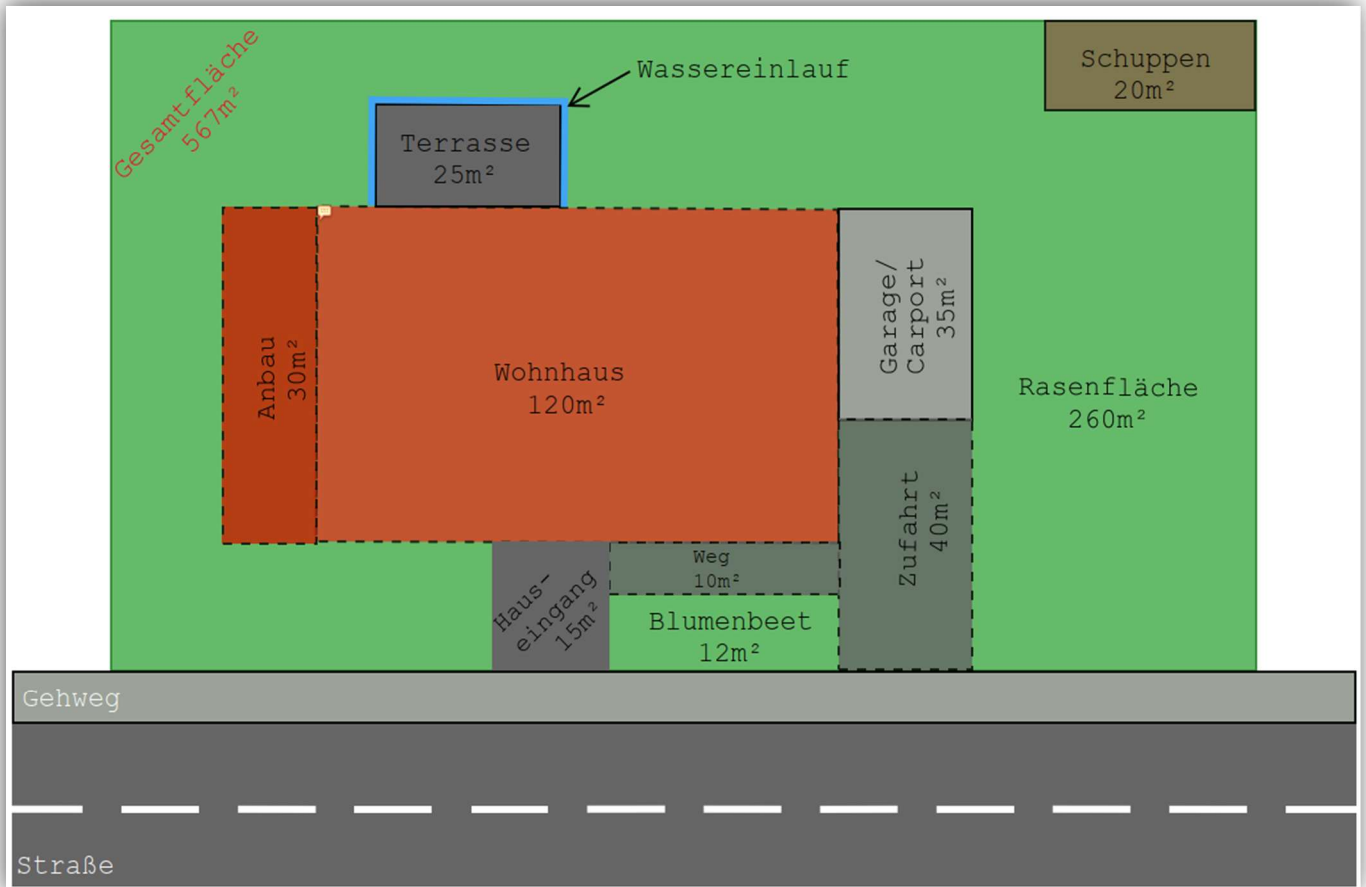 Gesamtfläche
567m²
Wassereinlauf
Schuppen
20m²
Terrasse
25m²
Anbau
30m²
Wohnhaus
120m²
Garage/
Carport
35m²
Rasenfläche
260m²
Zufahrt
40m²
Haus-
eingang
15m²
Weg
10m²
Blumenbeet
12m²
Gehweg
Straße